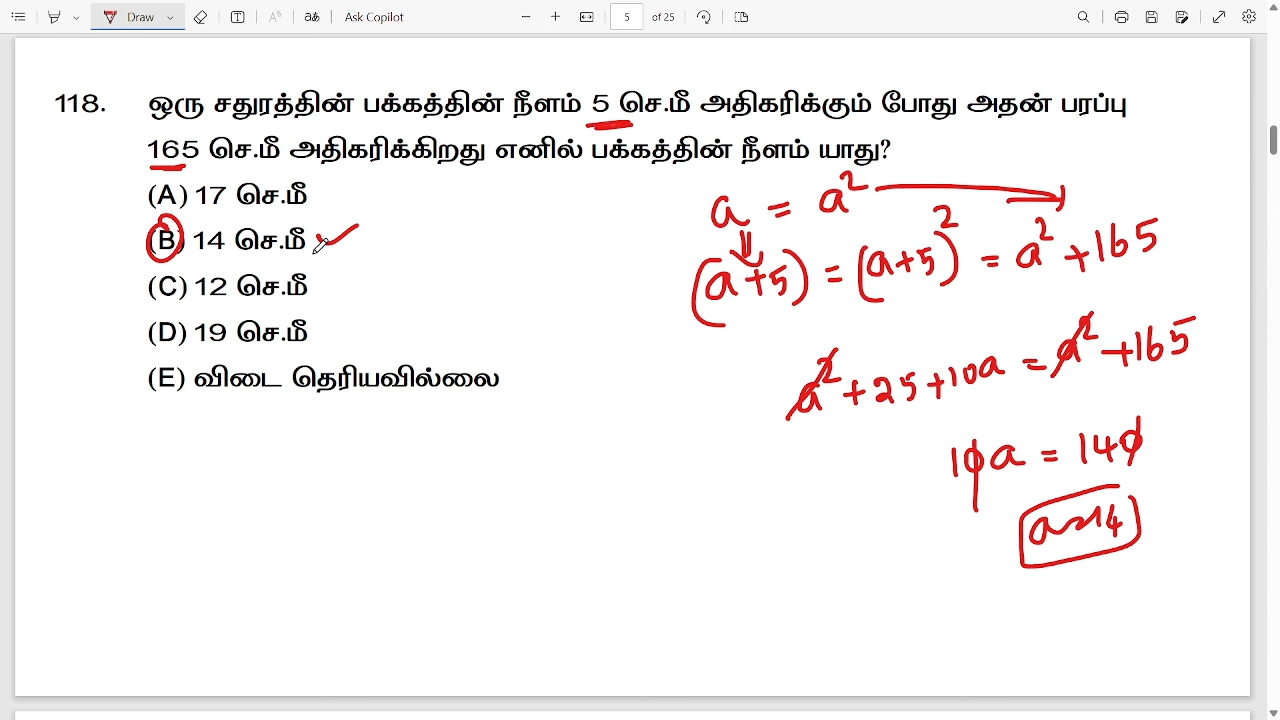 Draw
Ask Copilot
5 of 25
118. ஒரு சதுரத்தின் பக்கத்தின் நீளம் 5 செ.மீ அதிகரிக்கும் போது அதன் பரப்பு
165 செ.மீ அதிகரிக்கிறது எனில் பக்கத்தின் நீளம் யாது?
(A) 17 செ.மீ
(B) 14 செ.மீ
(C) 12 செ.மீ
(D) 19 செ.மீ
(E) விடை தெரியவில்லை
a = a²
(a+5) = (a+5)² = a² +165
a² +25 +10a = a² +165
10a = 140
a=14